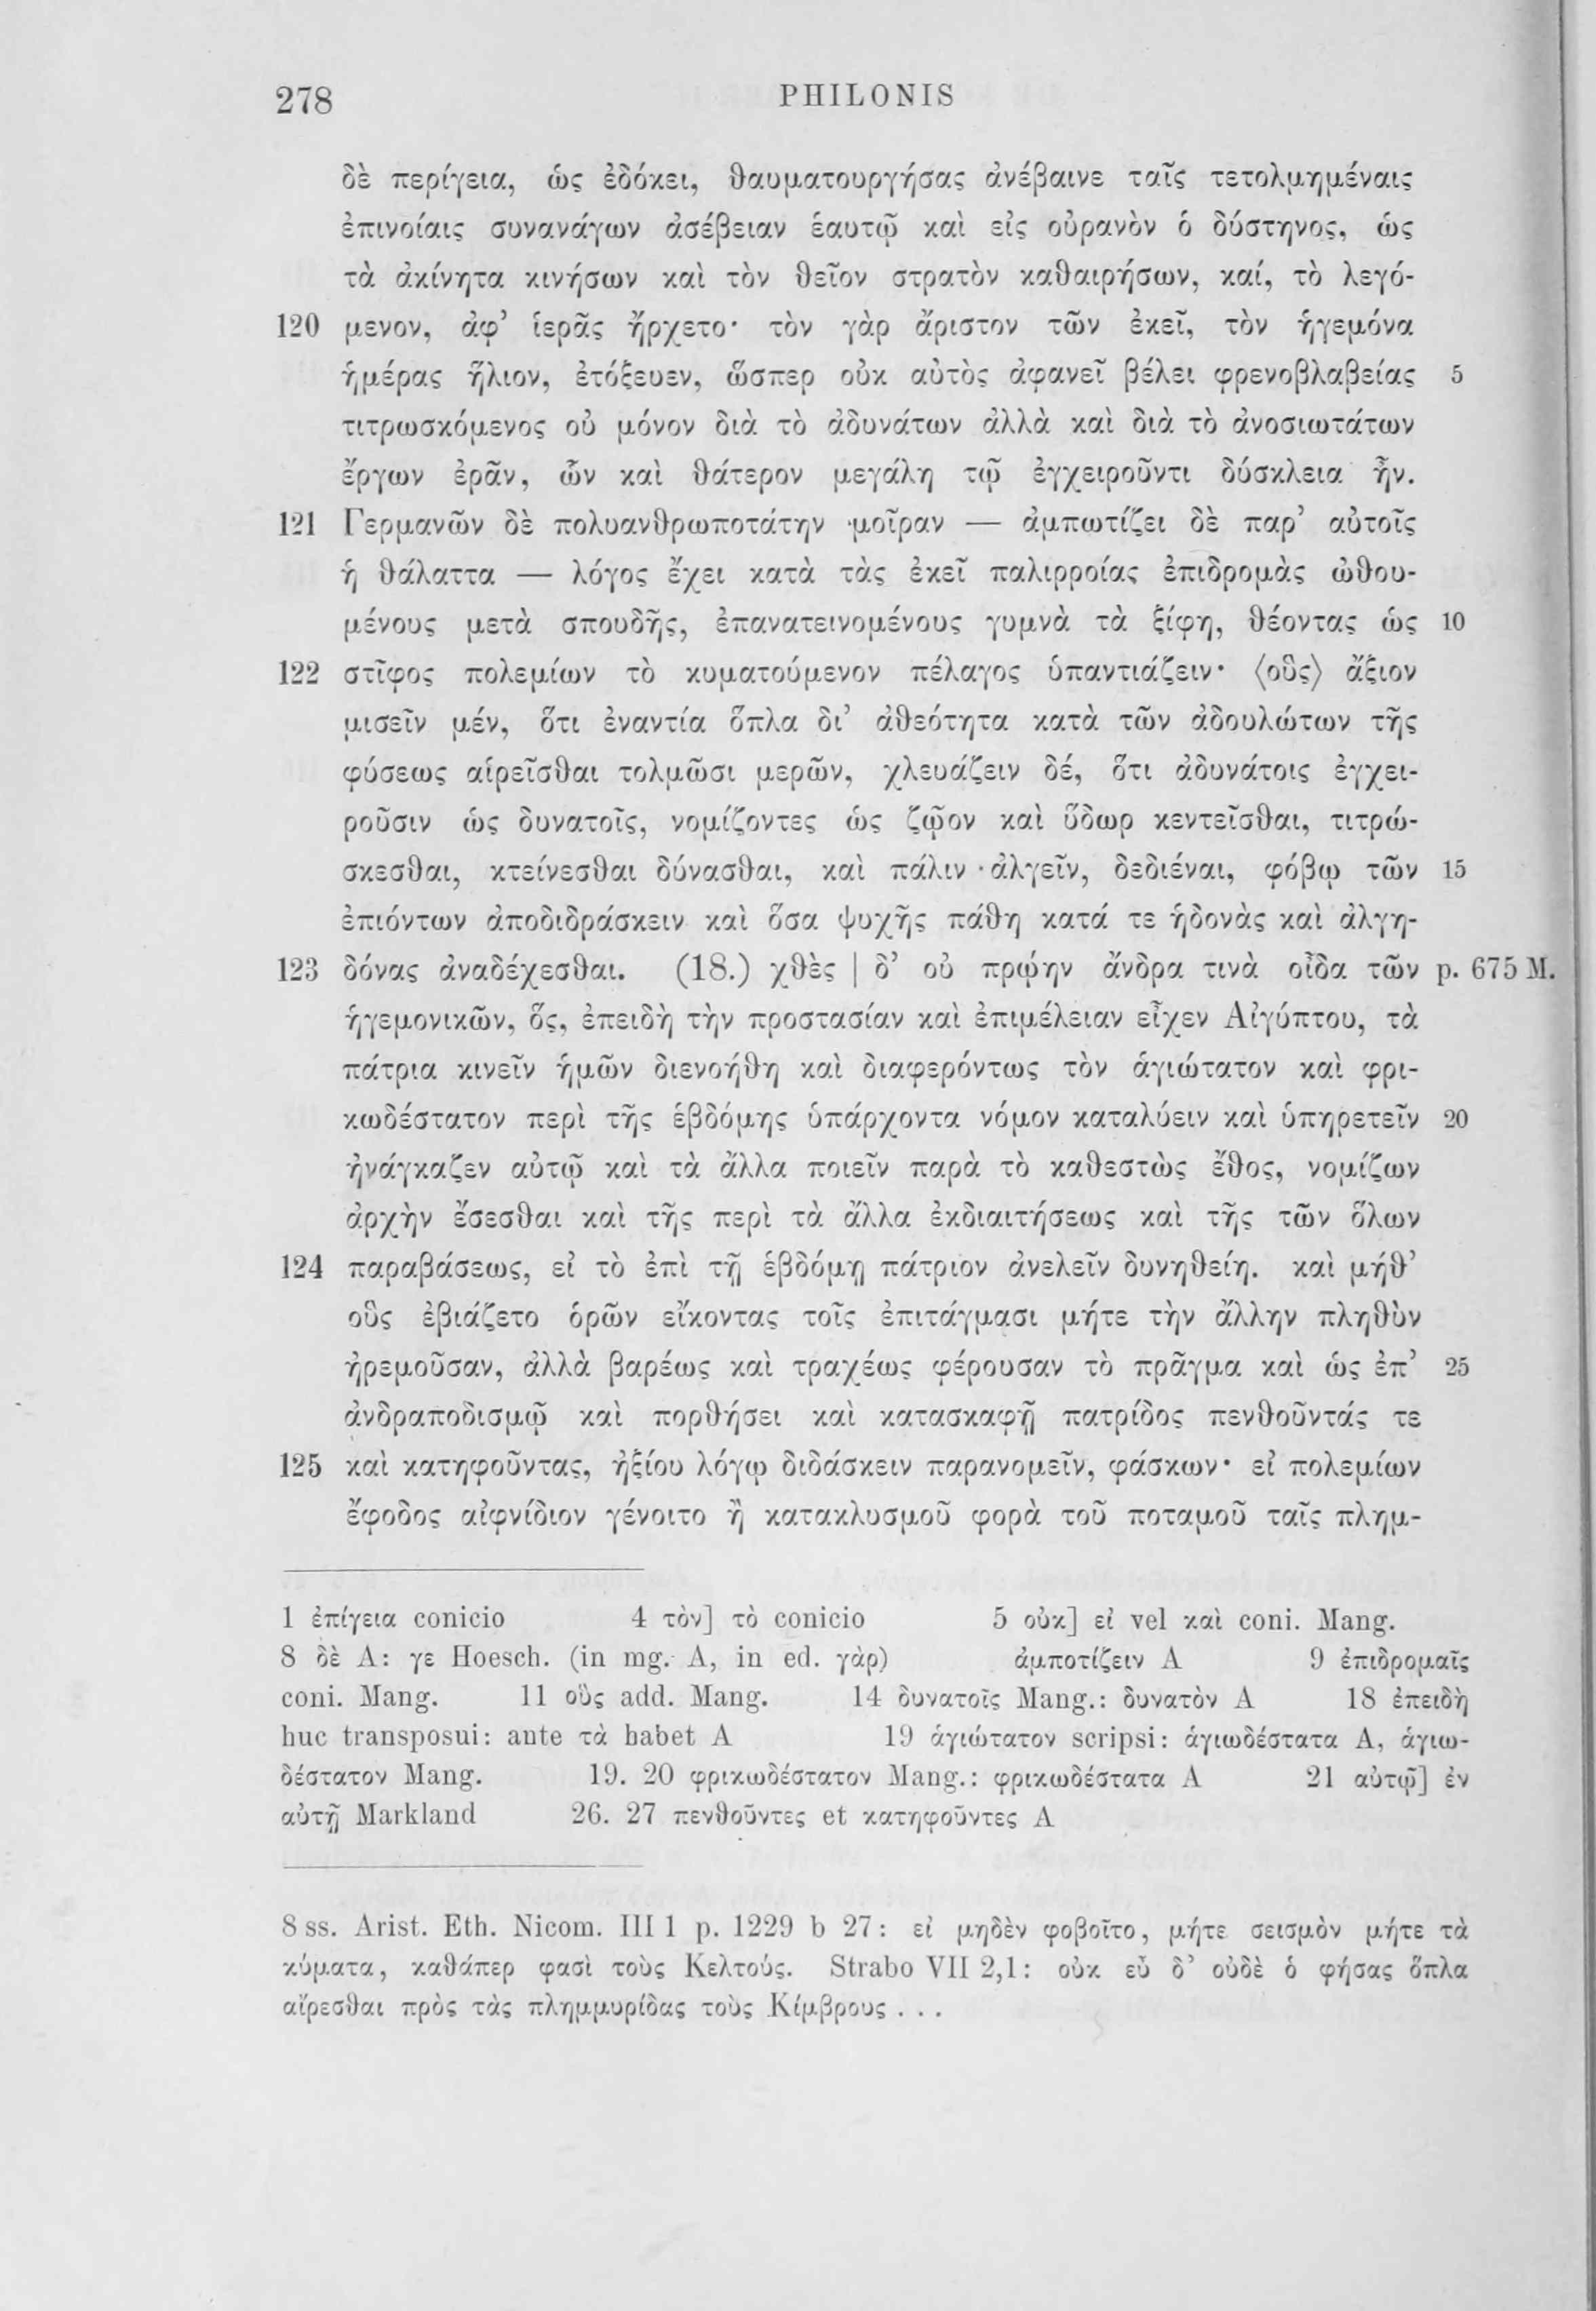 278 PHILONIS
δὲ περίγεια, ὡς ἐδόκει, θαυματουργήσας ἀνέβαινε ταῖς τετολμημέναις
ἐπινοίαις συνανάγων ἀσέβειαν ἑαυτῷ καὶ εἰς οὐρανὸν ὁ δύστηνος, ὡς
τὰ ἀκίνητα κινήσων καὶ τὸν θεῖον στρατὸν καθαιρήσων, καί, τὸ λεγό-
120 μενον, ἀφ’ ἱερᾶς ἤρχετο· τὸν γὰρ ἄριστον τῶν ἐκεῖ, τὸν ἡγεμόνα
ἡμέρας ἥλιον, ἐτόξευεν, ὥσπερ οὐκ αὐτὸς ἀφανεῖ βέλει φρενοβλαβείας 5
τιτρωσκόμενος οὐ μόνον διὰ τὸ ἀδυνάτων ἀλλὰ καὶ διὰ τὸ ἀνοσιωτάτων
ἔργων ἐρᾶν, ὧν καὶ θάτερον μεγάλη τῷ ἐγχειροῦντι δύσκλεια ἦν.
121 Γερμανῶν δὲ πολυανθρωποτάτην μοῖραν — ἀμπωτίζει δὲ παρ’ αὐτοῖς
ἡ θάλαττα — λόγος ἔχει κατὰ τὰς ἐκεῖ παλιρροίας ἐπιδρομὰς ὠθου-
μένους μετὰ σπουδῆς, ἐπανατεινομένους γυμνὰ τὰ ξίφη, θέοντας ὡς 10
122 στῖφος πολεμίων τὸ κυματούμενον πέλαγος ὑπαντιάζειν· ⟨οὓς⟩ ἄξιον
μισεῖν μέν, ὅτι ἐναντία ὅπλα δι’ ἀθεότητα κατὰ τῶν ἀδουλώτων τῆς
φύσεως αἱρεῖσθαι τολμῶσι μερῶν, χλευάζειν δέ, ὅτι ἀδυνάτοις ἐγχει-
ροῦσιν ὡς δυνατοῖς, νομίζοντες ὡς ζῷον καὶ ὕδωρ κεντεῖσθαι, τιτρώ-
σκεσθαι, κτείνεσθαι δύνασθαι, καὶ πάλιν ἀλγεῖν, δεδιέναι, φόβῳ τῶν 15
ἐπιόντων ἀποδιδράσκειν καὶ ὅσα ψυχῆς πάθη κατά τε ἡδονὰς καὶ ἀλγη-
123 δόνας ἀναδέχεσθαι. (18.) χθὲς | δ’ οὐ πρῴην ἄνδρα τινὰ οἶδα τῶν p. 675 M.
ἡγεμονικῶν, ὅς, ἐπειδὴ τὴν προστασίαν καὶ ἐπιμέλειαν εἶχεν Αἰγύπτου, τὰ
πάτρια κινεῖν ἡμῶν διενοήθη καὶ διαφερόντως τὸν ἁγιώτατον καὶ φρι-
κωδέστατον περὶ τῆς ἑβδόμης ὑπάρχοντα νόμον καταλύειν καὶ ὑπηρετεῖν 20
ἠνάγκαζεν αὐτῷ καὶ τὰ ἄλλα ποιεῖν παρὰ τὸ καθεστὼς ἔθος, νομίζων
ἀρχὴν ἔσεσθαι καὶ τῆς περὶ τὰ ἄλλα ἐκδιαιτήσεως καὶ τῆς τῶν ὅλων
124 παραβάσεως, εἰ τὸ ἐπὶ τῇ ἑβδόμῃ πάτριον ἀνελεῖν δυνηθείη. καὶ μήθ’
οὓς ἐβιάζετο ὁρῶν εἴκοντας τοῖς ἐπιτάγμασι μήτε τὴν ἄλλην πληθὺν
ἠρεμοῦσαν, ἀλλὰ βαρέως καὶ τραχέως φέρουσαν τὸ πρᾶγμα καὶ ὡς ἐπ’ 25
ἀνδραποδισμῷ καὶ πορθήσει καὶ κατασκαφῇ πατρίδος πενθοῦντάς τε
125 καὶ κατηφοῦντας, ἠξίου λόγῳ διδάσκειν παρανομεῖν, φάσκων· εἰ πολεμίων
ἔφοδος αἰφνίδιον γένοιτο ἢ κατακλυσμοῦ φορὰ τοῦ ποταμοῦ ταῖς πλημ-
1 ἐπίγεια conicio 4 τὸν] τὸ conicio 5 οὐκ] εἰ vel καὶ coni. Mang.
8 δὲ A: γε Hoesch. (in mg. A, in ed. γὰρ) ἀμποτίζειν A 9 ἐπιδρομαῖς
coni. Mang. 11 οὓς add. Mang. 14 δυνατοῖς Mang.: δυνατὸν A 18 ἐπειδὴ
huc transposui: ante τὰ habet A 19 ἁγιώτατον scripsi: ἁγιωδέστατα A, ἁγιω-
δέστατον Mang. 19. 20 φρικωδέστατον Mang.: φρικωδέστατα A 21 αὐτῷ] ἐν
αὐτῇ Markland 26. 27 πενθοῦντες et κατηφοῦντες A
8 ss. Arist. Eth. Nicom. III 1 p. 1229 b 27: εἰ μηδὲν φοβοῖτο, μήτε σεισμὸν μήτε τὰ
κύματα, καθάπερ φασὶ τοὺς Κελτούς. Strabo VII 2,1: οὐκ εὖ δ’ οὐδὲ ὁ φήσας ὅπλα
αἴρεσθαι πρὸς τὰς πλημμυρίδας τοὺς Κίμβρους . . .